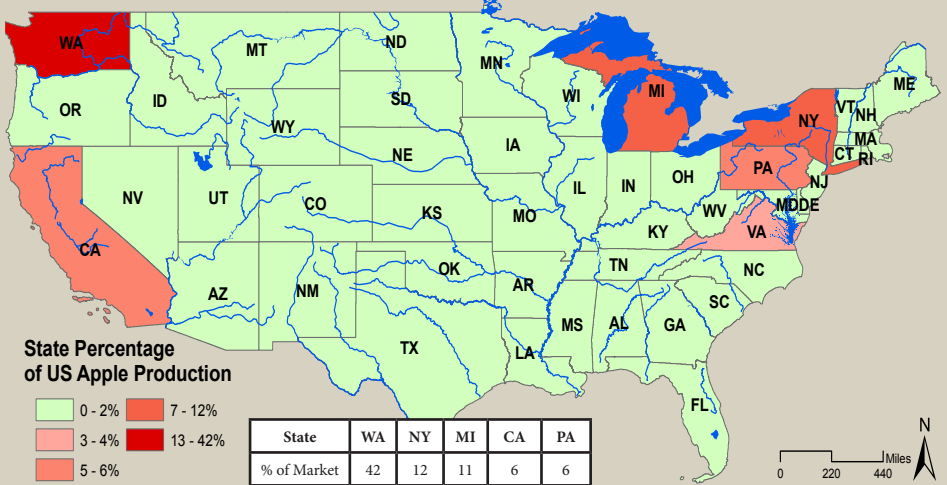 WA
MT
ND
MN
ME
OR
ID
SD
WI
MI
VT
NH
NY
WY
MA
IA
NE
CT
RI
PA
NV
UT
CO
IL
IN
OH
NJ
KS
MO
WV
MD
DE
KY
VA
CA
OK
TN
NC
AZ
NM
AR
SC
TX
MS
AL
GA
LA
FL
State Percentage
of US Apple Production
0 - 2%
7 - 12%
3 - 4%
13 - 42%
5 - 6%
State WA NY MI CA PA
% of Market 42 12 11 6 6
N
Miles
0 220 440